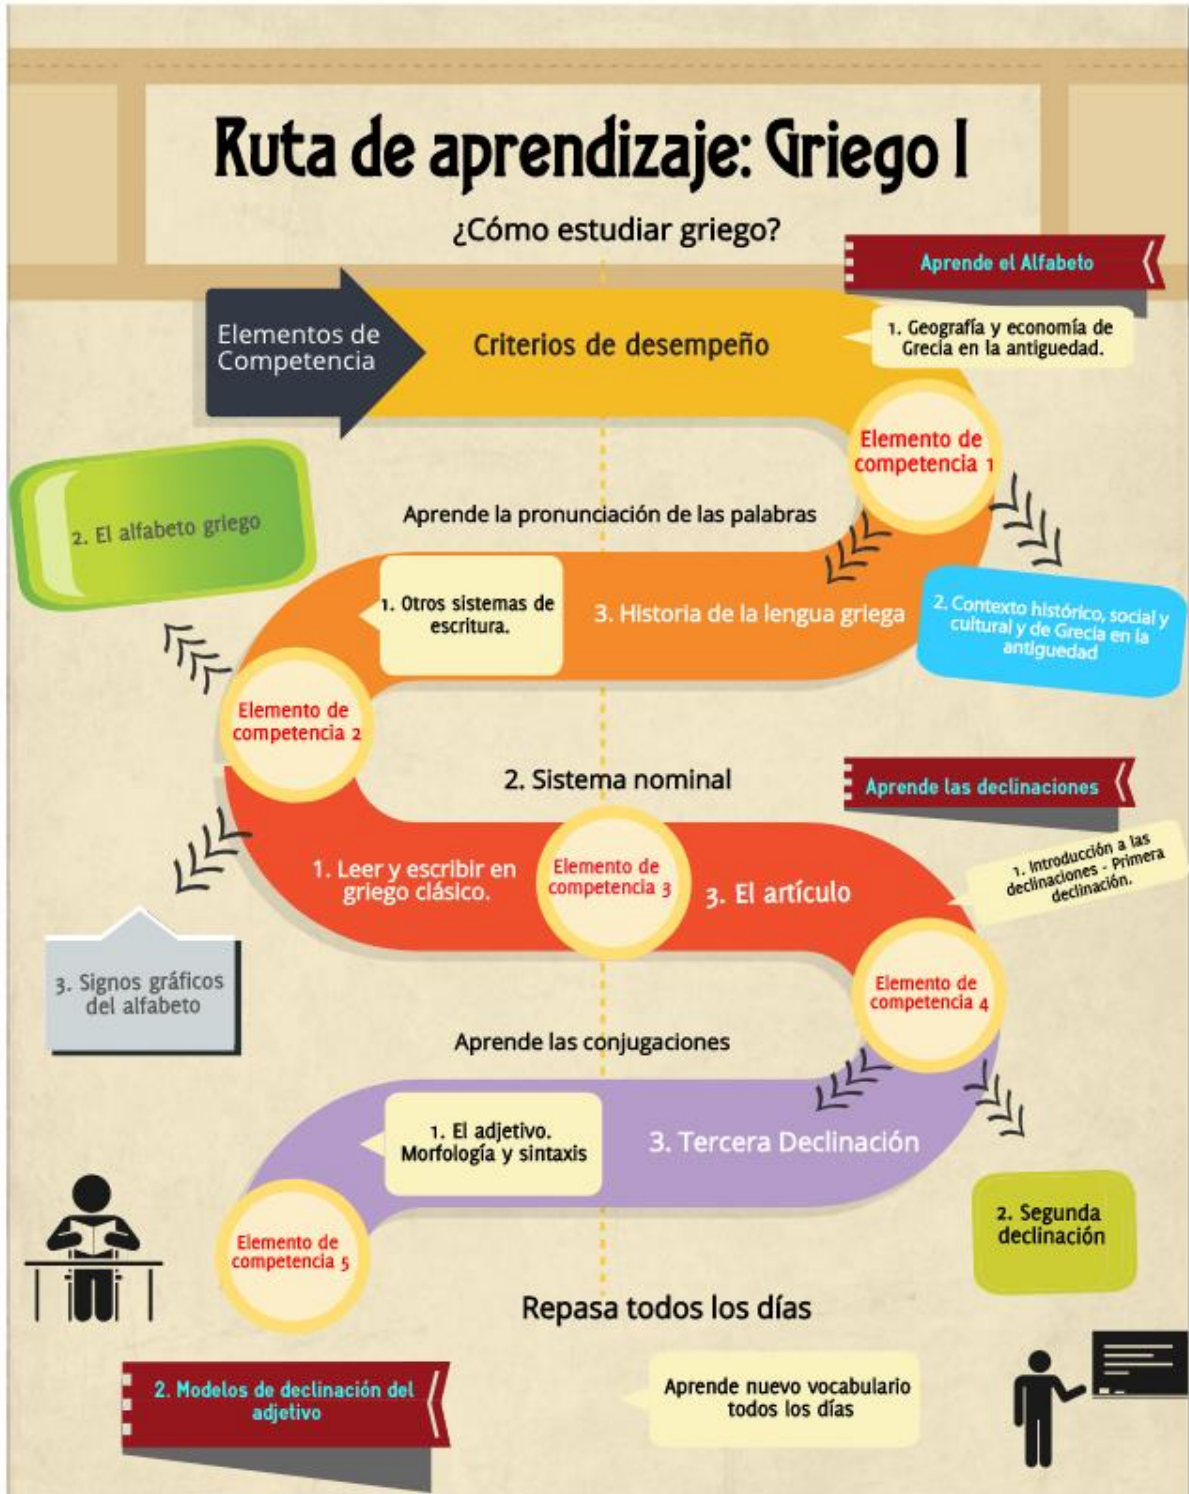 Ruta de aprendizaje: Griego I
¿Cómo estudiar griego?
Aprende el Alfabeto
Elementos de
Competencia
Criterios de desempeño
1. Geografía y economía de
Grecia en la antiguedad.
Elemento de
competencia 1
2. El alfabeto griego
Aprende la pronunciación de las palabras
1. Otros sistemas de
escritura.
3. Historia de la lengua griega
2. Contexto histórico, social y
cultural y de Grecia en la
antiguedad
Elemento de
competencia 2
2. Sistema nominal
Aprende las declinaciones
1. Leer y escribir en
griego clásico.
Elemento de
competencia 3
3. El artículo
1. Introducción a las
declinaciones - Primera
declinación.
3. Signos gráficos
del alfabeto
Elemento de
competencia 4
Aprende las conjugaciones
1. El adjetivo.
Morfología y sintaxis
3. Tercera Declinación
2. Segunda
declinación
Elemento de
competencia 5
Repasa todos los días
2. Modelos de declinación del
adjetivo
Aprende nuevo vocabulario
todos los días